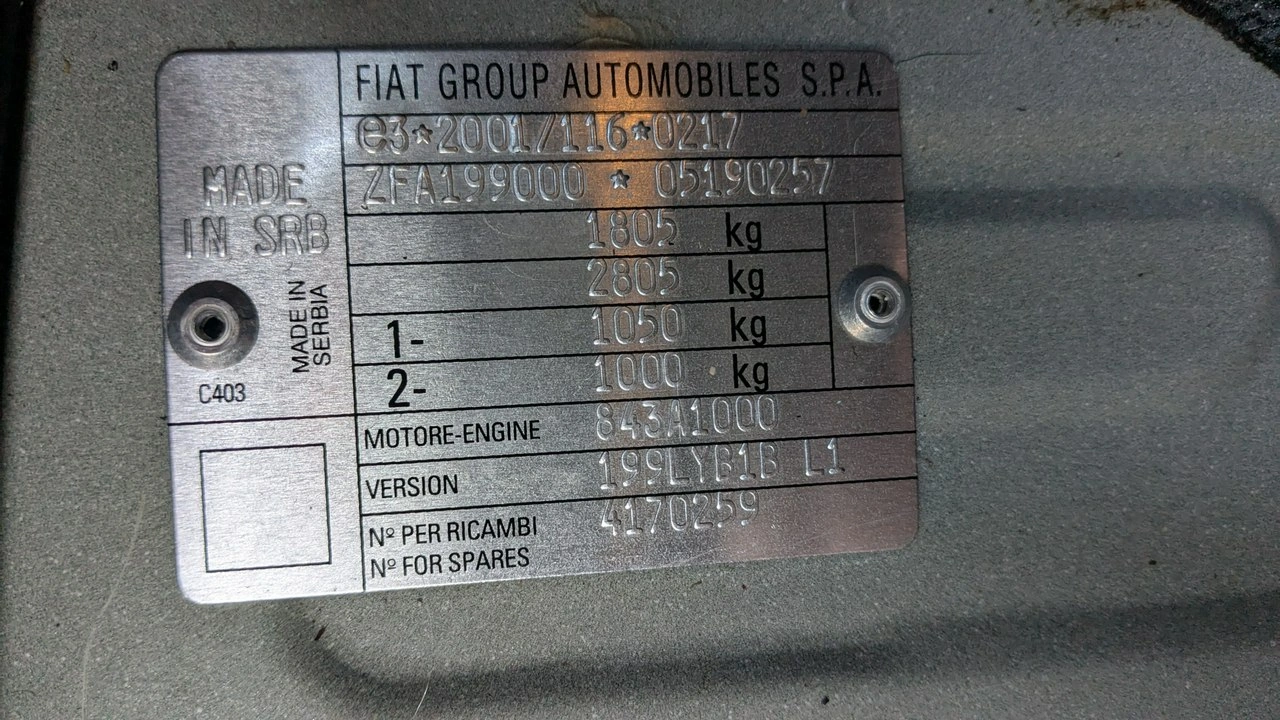 FIAT GROUP AUTOMOBILES S.P.A.
e3*2001/116*0217
ZFA199000 * 05190257
MADE
IN SRB
1805 kg
2805 kg
MADE IN
SERBIA
1- 1050 kg
2- 1000 kg
C403
MOTORE-ENGINE 843A1000
VERSION 199LYB1B L1
Nº PER RICAMBI 4170259
Nº FOR SPARES